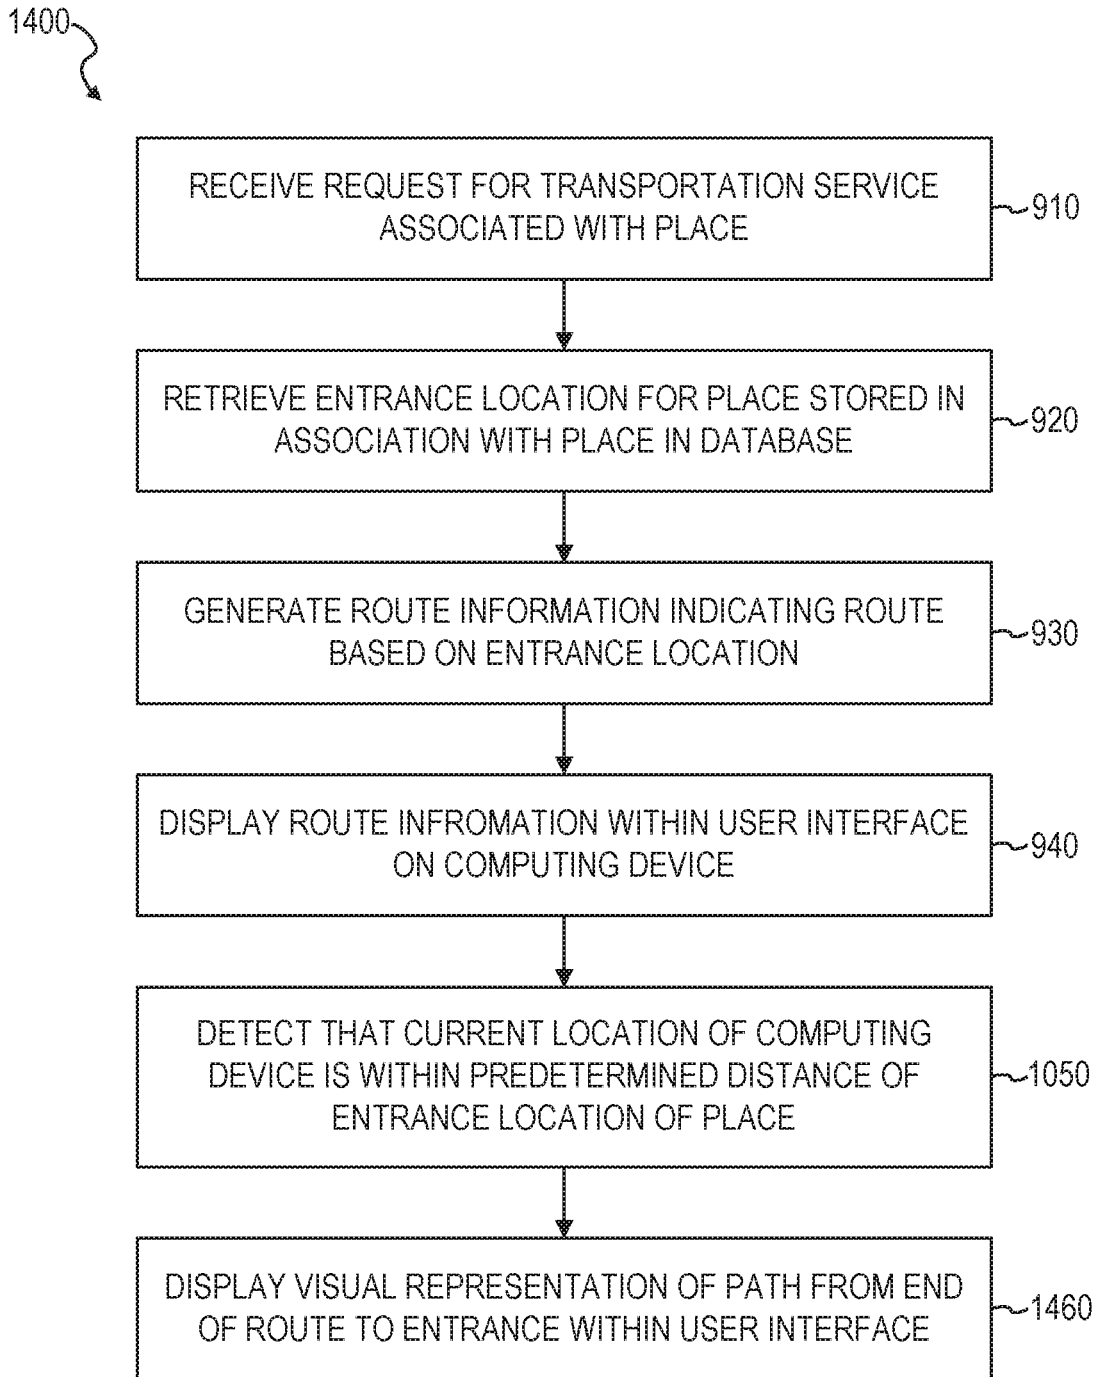 1400
RECEIVE REQUEST FOR TRANSPORTATION SERVICE
ASSOCIATED WITH PLACE
910
RETRIEVE ENTRANCE LOCATION FOR PLACE STORED IN
ASSOCIATION WITH PLACE IN DATABASE
920
GENERATE ROUTE INFORMATION INDICATING ROUTE
BASED ON ENTRANCE LOCATION
930
DISPLAY ROUTE INFROMATION WITHIN USER INTERFACE
ON COMPUTING DEVICE
940
DETECT THAT CURRENT LOCATION OF COMPUTING
DEVICE IS WITHIN PREDETERMINED DISTANCE OF
ENTRANCE LOCATION OF PLACE
1050
DISPLAY VISUAL REPRESENTATION OF PATH FROM END
OF ROUTE TO ENTRANCE WITHIN USER INTERFACE
1460